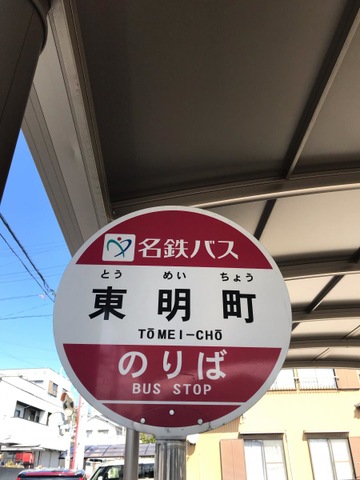 名鉄バス
とう めい ちょう
東明町
TŌMEI-CHŌ
のりば
BUS STOP